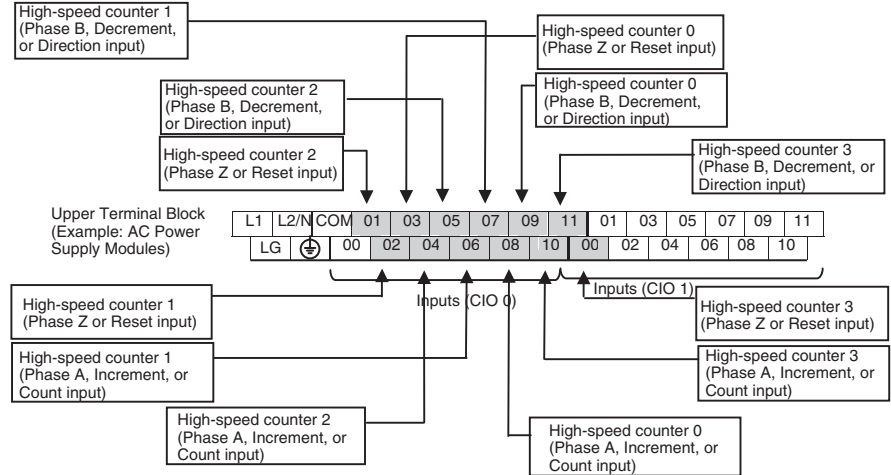 High-speed counter 1
(Phase B, Decrement,
or Direction input)
High-speed counter 0
(Phase Z or Reset input)
High-speed counter 2
(Phase B, Decrement,
or Direction input)
High-speed counter 0
(Phase B, Decrement,
or Direction input)
High-speed counter 2
(Phase Z or Reset input)
High-speed counter 3
(Phase B, Decrement, or
Direction input)
Upper Terminal Block
(Example: AC Power
Supply Modules)
L1 L2/N COM 01 03 05 07 09 11 01 03 05 07 09 11
LG 00 02 04 06 08 10 00 02 04 06 08 10
Inputs (CIO 0)
Inputs (CIO 1)
High-speed counter 1
(Phase Z or Reset input)
High-speed counter 3
(Phase Z or Reset input)
High-speed counter 1
(Phase A, Increment, or
Count input)
High-speed counter 3
(Phase A, Increment, or
Count input)
High-speed counter 2
(Phase A, Increment, or
Count input)
High-speed counter 0
(Phase A, Increment, or
Count input)